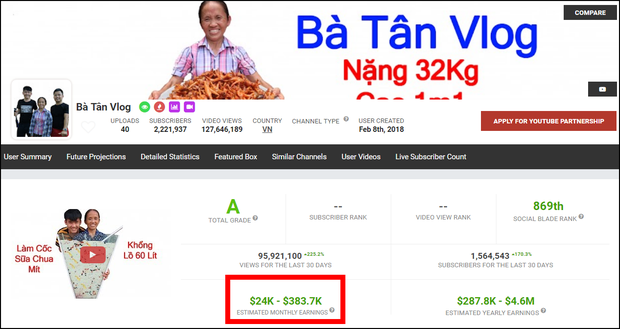 COMPARE
Bà Tân Vlog
Nặng 32Kg
Cao 1m1
Bà Tân Vlog
UPLOADS
40
SUBSCRIBERS
2,221,937
VIDEO VIEWS
127,646,189
COUNTRY
VN
CHANNEL TYPE
USER CREATED
Feb 8th, 2018
APPLY FOR YOUTUBE PARTNERSHIP
User Summary Future Projections Detailed Statistics Featured Box Similar Channels User Videos Live Subscriber Count
Làm Cốc
Sữa Chua
Mít
Khổng
Lồ 60 Lít
A
TOTAL GRADE
--
SUBSCRIBER RANK
--
VIDEO VIEW RANK
869th
SOCIAL BLADE RANK
95,921,100 +225.2%
VIEWS FOR THE LAST 30 DAYS
1,564,543 +170.3%
SUBSCRIBERS FOR THE LAST 30 DAYS
$24K - $383.7K
ESTIMATED MONTHLY EARNINGS
$287.8K - $4.6M
ESTIMATED YEARLY EARNINGS